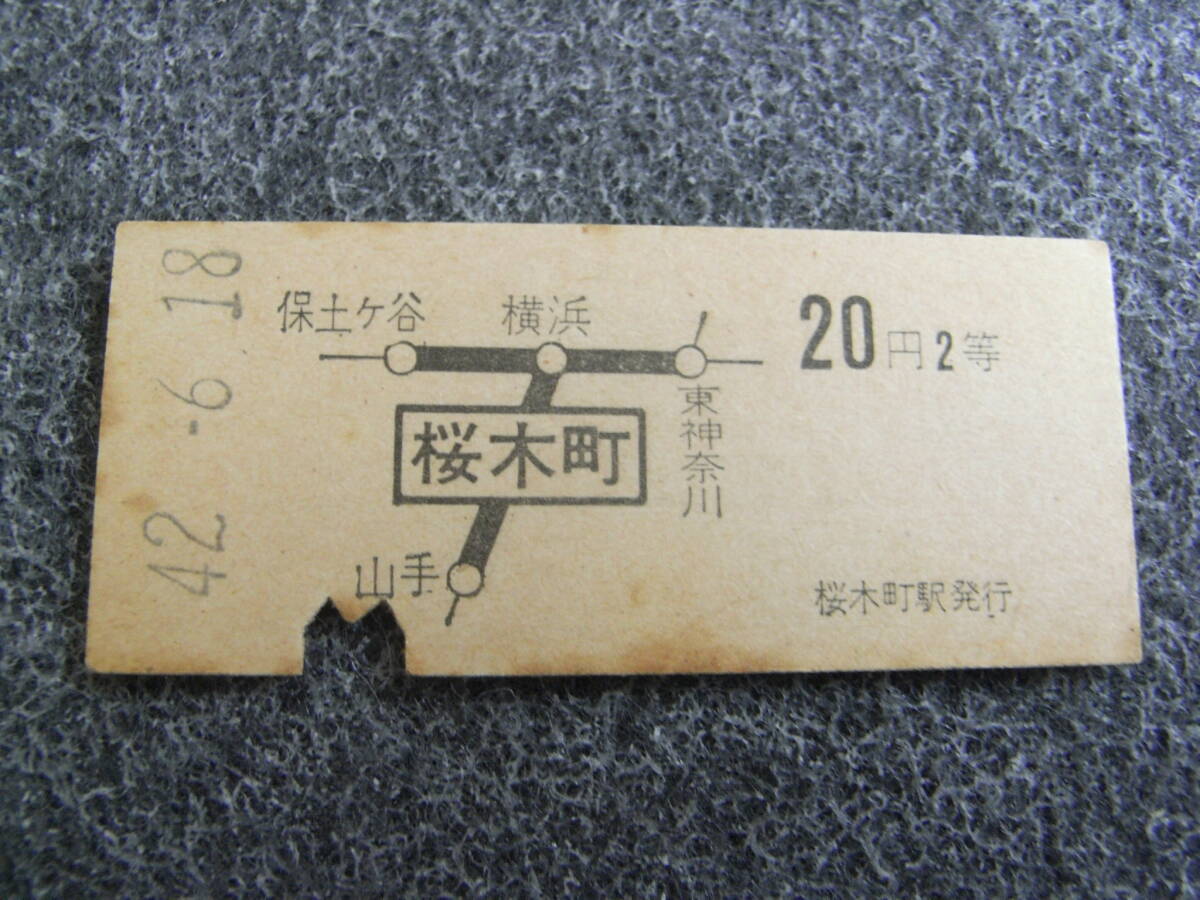 42.-6.18
保土ケ谷
横浜
東神奈川
桜木町
山手
20円2等
桜木町駅発行